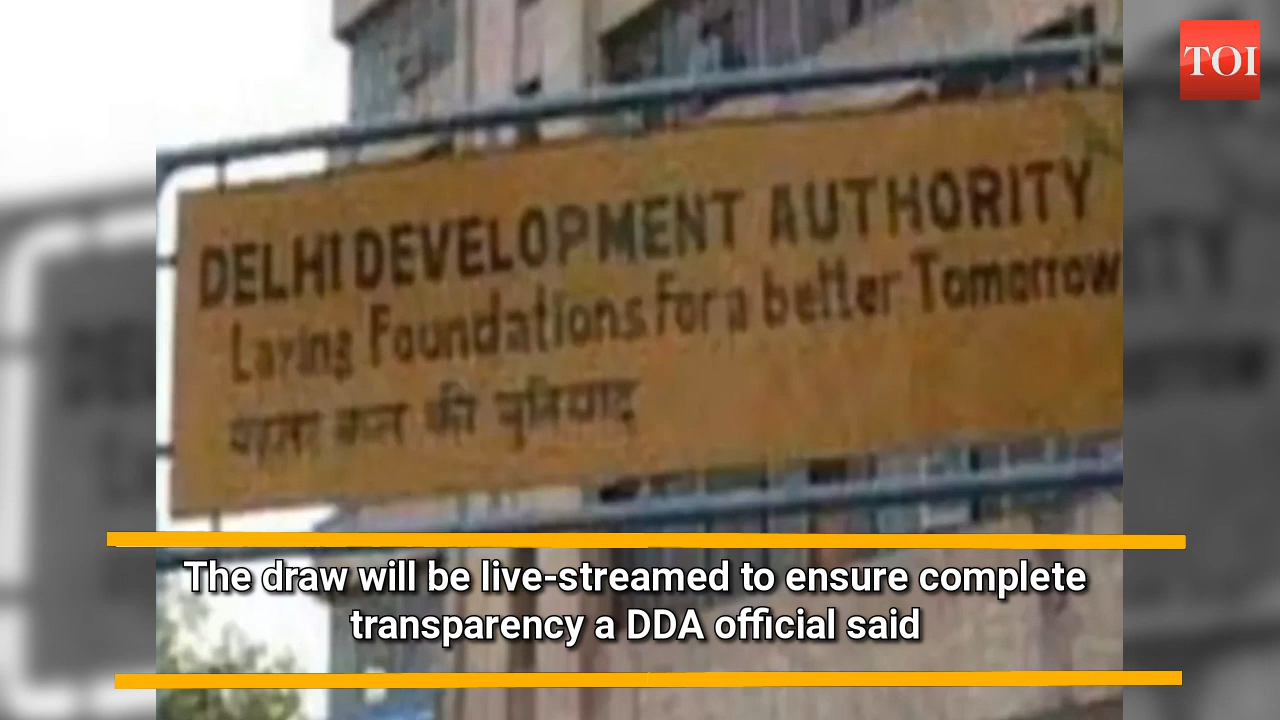 TOI
DELHI DEVELOPMENT AUTHORITY
Laying Foundations for a better Tomorrow
कल की बुनियाद
The draw will be live-streamed to ensure complete
transparency a DDA official said